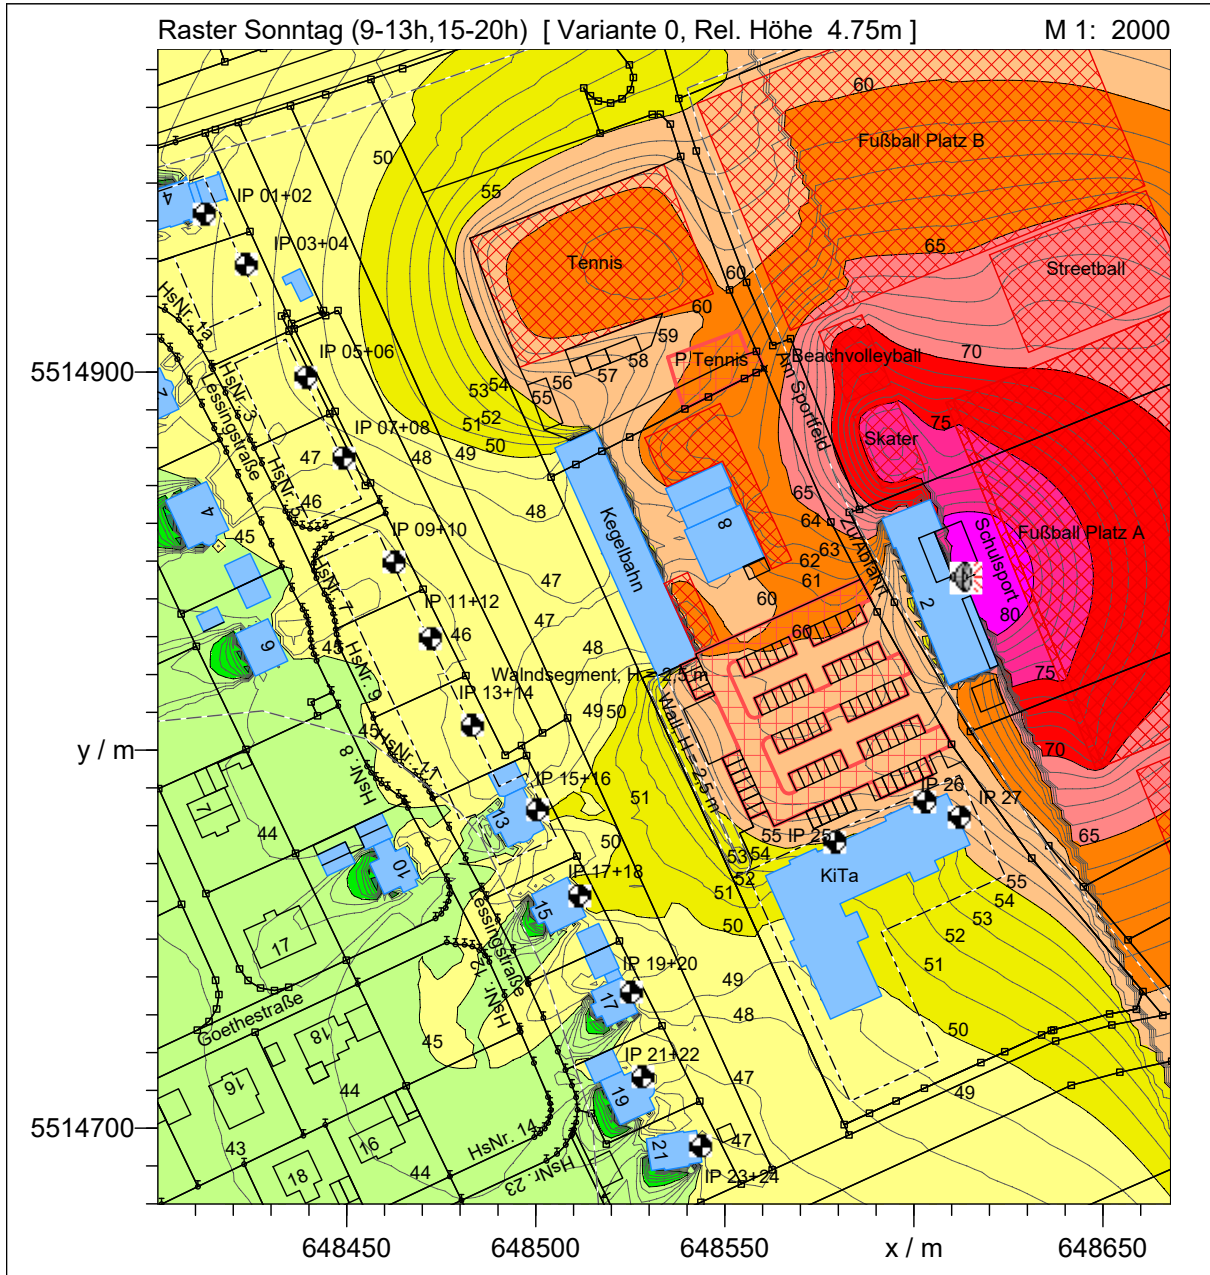 Raster Sonntag (9-13h,15-20h) [ Variante 0, Rel. Höhe 4.75m ] M 1: 2000
60
Fußball Platz B
50
55
4
IP 01+02
IP 03+04
65
Streetball
Tennis
60
60
HsNr. 1a
59
58
57
56
55
P Tennis
Am Sportfeld
Beachvolleyball
70
5514900
IP 05+06
HsNr. 3
Lessingstraße
53
54
52
51
50
75
Skater
IP 07+08
47
48
49
46
48
65
64
63
62
61
Zur Abfahrt
Schulsport
Fußball Platz A
4
45
IP 09+10
Kegelbahn
8
2
HsNr. 7
47
60
80
IP 11+12
46
47
60
6
45
48
HsNr. 9
Walndsegment, H = 2,5 m
75
IP 13+14
49
50
Wall, H = 2,5 m
y / m
45
HsNr. 11
HsNr. 8
70
IP 15+16
51
IP 26
IP 27
7
13
44
50
55
IP 25
65
53
54
10
IP 17+18
52
KiTa
51
55
54
15
50
53
17
Lessingstraße
52
HsNr. 12
IP 19+20
51
49
Goethestraße
17
48
50
18
45
IP 21+22
16
44
19
47
49
5514700
43
16
HsNr. 14
47
21
18
44
HsNr. 23
IP 23+24
648450
648500
648550
x / m
648650